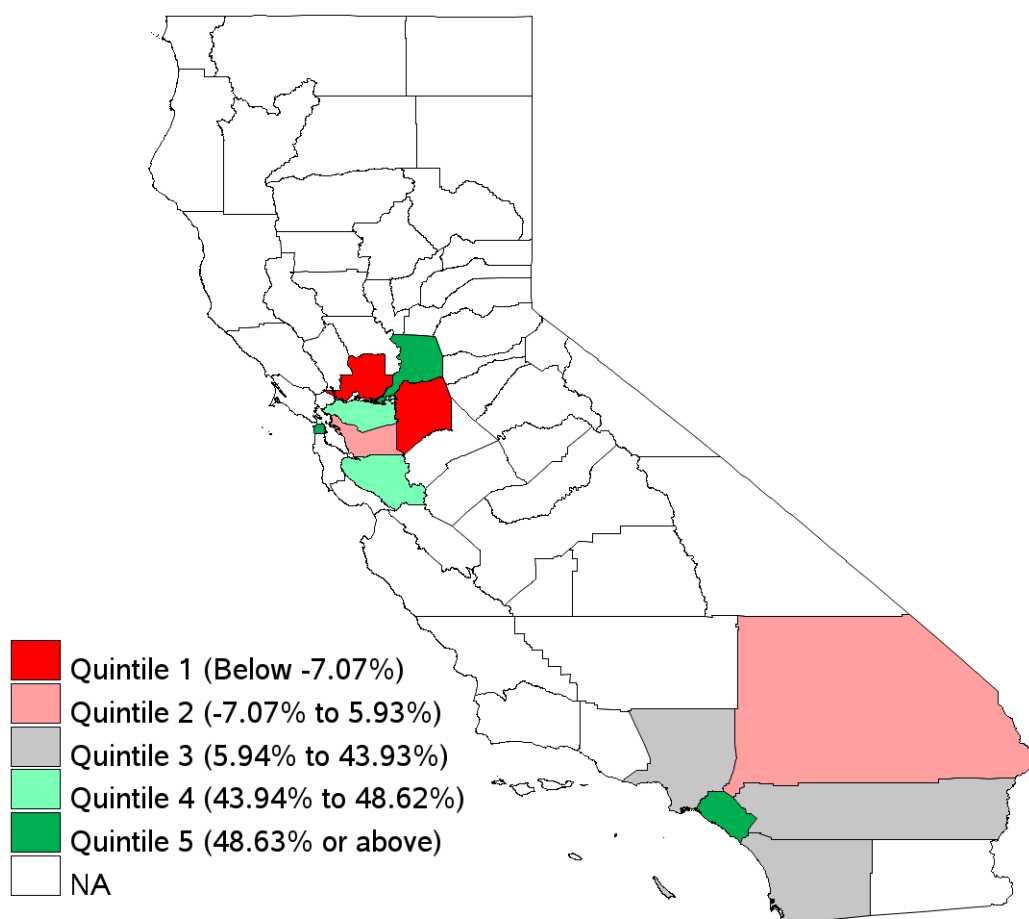 Quintile 1 (Below -7.07%)
Quintile 2 (-7.07% to 5.93%)
Quintile 3 (5.94% to 43.93%)
Quintile 4 (43.94% to 48.62%)
Quintile 5 (48.63% or above)
NA